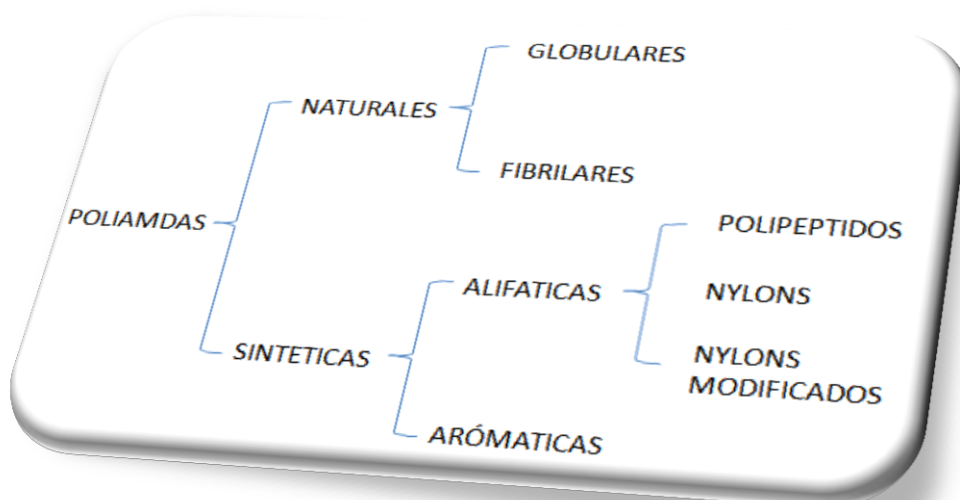 GLOBULARES
NATURALES
FIBRILARES
POLIAMDAS
POLIPEPTIDOS
ALIFATICAS
NYLONS
SINTETICAS
NYLONS
MODIFICADOS
ARÓMATICAS